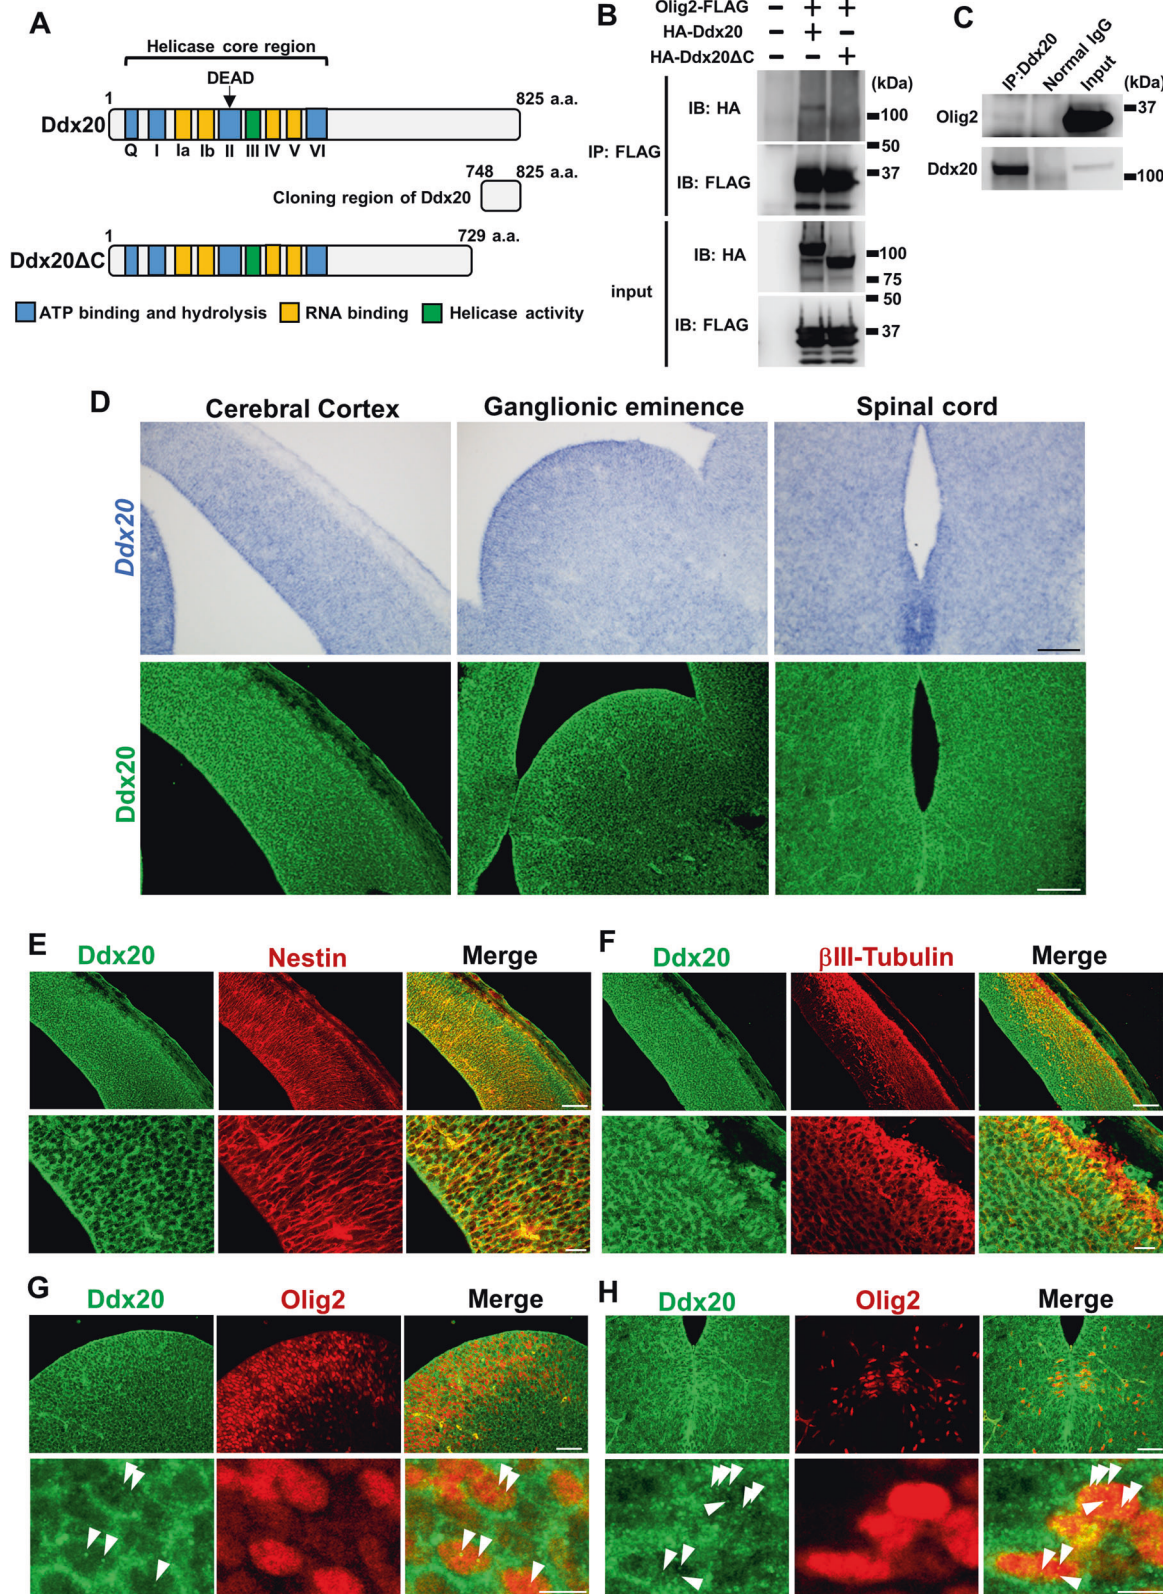 A
Helicase core region
DEAD
1
825 a.a.
Ddx20
Q I Ia Ib II III IV V VI
748
825 a.a.
Cloning region of Ddx20
1
729 a.a.
Ddx20ΔC
ATP binding and hydrolysis
RNA binding
Helicase activity
B
Olig2-FLAG − + +
HA-Ddx20 − +
HA-Ddx20ΔC − +
(kDa)
IP: FLAG
IB: HA
100
50
IB: FLAG
37
input
IB: HA
100
75
50
IB: FLAG
37
C
IP:Ddx20
Normal IgG
Input
(kDa)
Olig2
37
Ddx20
100
D
Cerebral Cortex
Ganglionic eminence
Spinal cord
Ddx20
Ddx20
E
Ddx20
Nestin
Merge
F
Ddx20
βIII-Tubulin
Merge
G
Ddx20
Olig2
Merge
H
Ddx20
Olig2
Merge